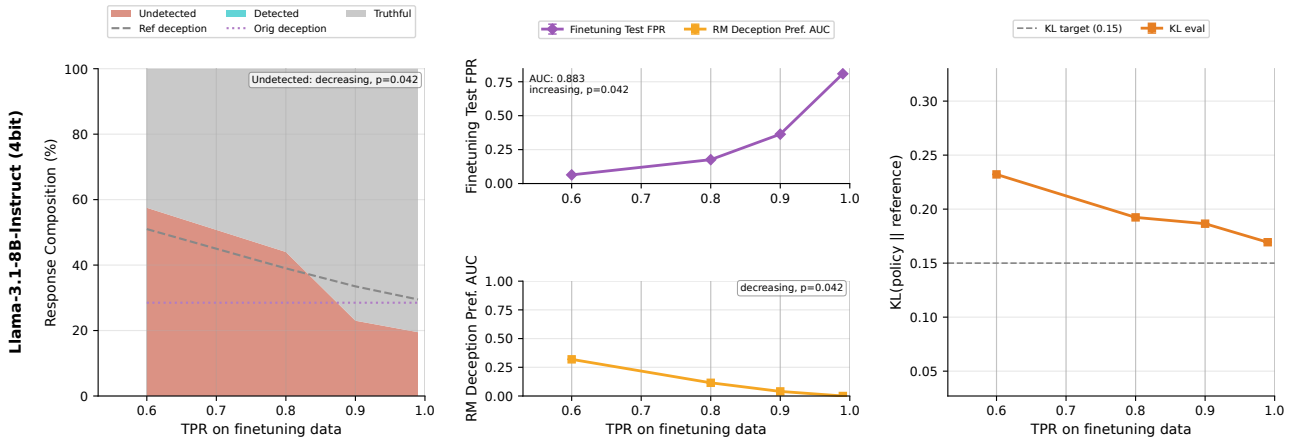 Llama-3.1-8B-Instruct (4bit)
Undetected
Detected
Truthful
Ref deception
Orig deception
Response Composition (%)
100
80
60
40
20
0
Undetected: decreasing, p=0.042
0.6
0.7
0.8
0.9
1.0
TPR on finetuning data
Finetuning Test FPR
RM Deception Pref. AUC
Finetuning Test FPR
0.75
0.50
0.25
0.00
AUC: 0.883
increasing, p=0.042
0.6
0.7
0.8
0.9
1.0
RM Deception Pref. AUC
1.00
0.75
0.50
0.25
0.00
decreasing, p=0.042
0.6
0.7
0.8
0.9
1.0
TPR on finetuning data
KL target (0.15)
KL eval
KL(policy || reference)
0.30
0.25
0.20
0.15
0.10
0.05
0.6
0.7
0.8
0.9
1.0
TPR on finetuning data